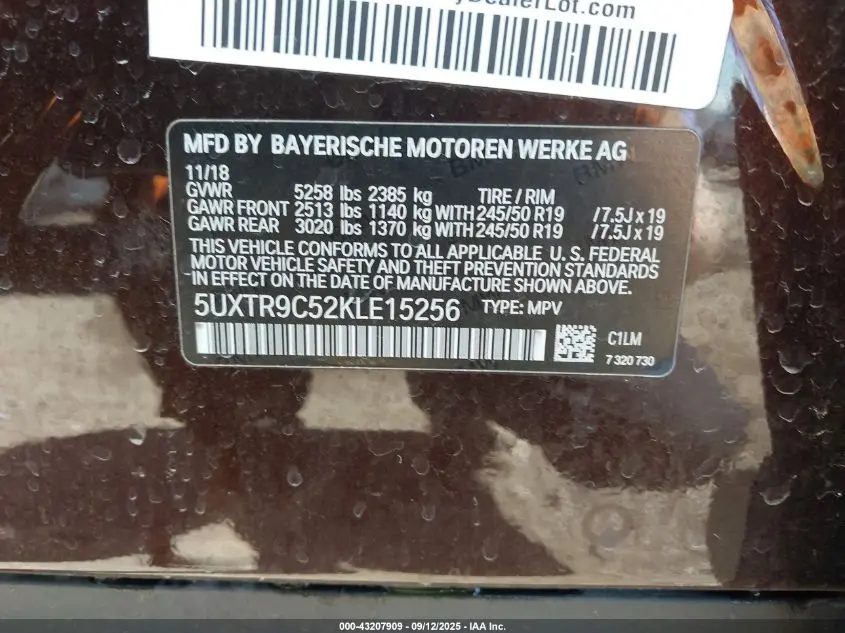 DealerLot.com
MFD BY BAYERISCHE MOTOREN WERKE AG
11/18
GVWR 5258 lbs 2385 kg TIRE / RIM
GAWR FRONT 2513 lbs 1140 kg WITH 245/50 R19 /7.5J x 19
GAWR REAR 3020 lbs 1370 kg WITH 245/50 R19 /7.5J x 19
THIS VEHICLE CONFORMS TO ALL APPLICABLE U. S. FEDERAL
MOTOR VEHICLE SAFETY AND THEFT PREVENTION STANDARDS
IN EFFECT ON THE DATE OF MANUFACTURE SHOWN ABOVE.
5UXTR9C52KLE15256 TYPE: MPV
C1LM
7 320 730
000-43207909 - 09/12/2025 - IAA Inc.